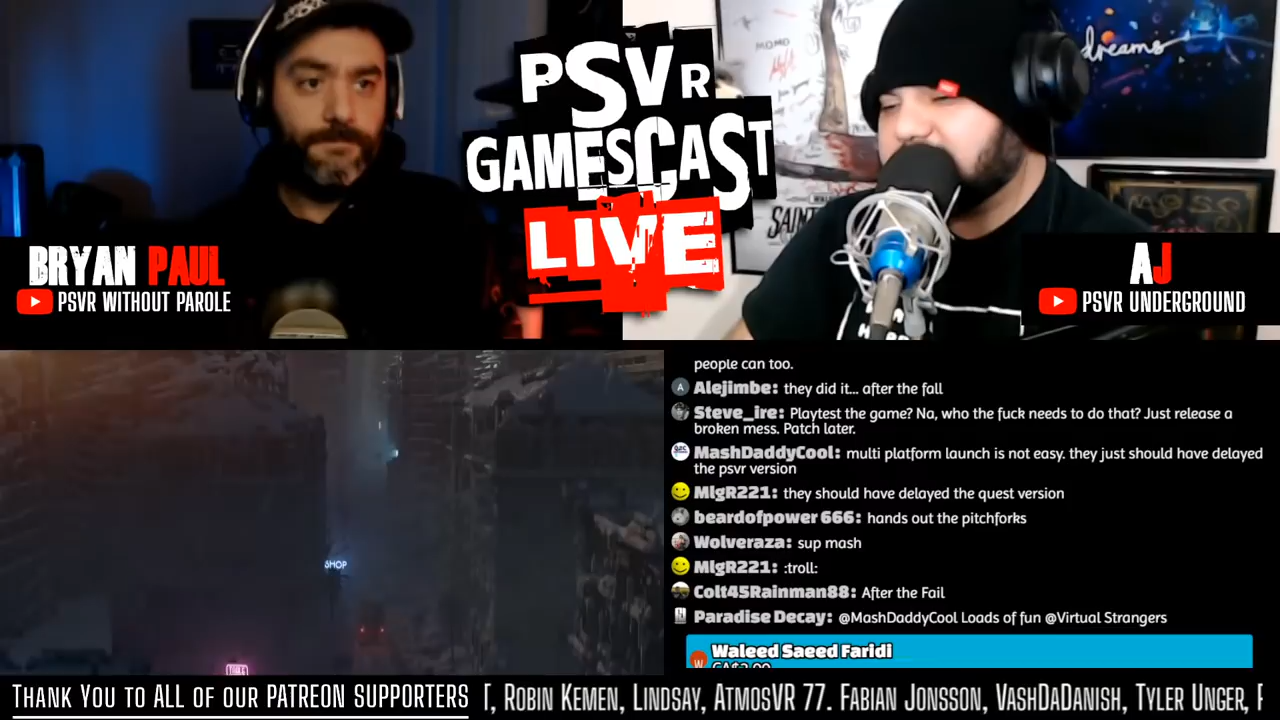 PSVR
GAMESCAST
LIVE
dreams
BRYAN PAUL
PSVR WITHOUT PAROLE
AJ
PSVR UNDERGROUND
people can too.
Alejimbe: they did it... after the fall
Steve_ire: Playtest the game? Na, who the fuck needs to do that? Just release a
broken mess. Patch later.
MashDaddyCool: multi platform launch is not easy. they just should have delayed
the psvr version
MlgR221: they should have delayed the quest version
beardofpower 666: hands out the pitchforks
Wolveraza: sup mash
MlgR221: :troll:
Colt45Rainman88: After the Fail
Paradise Decay: @MashDaddyCool Loads of fun @Virtual Strangers
Waleed Saeed Faridi
SHOP
THANK YOU TO ALL OF OUR PATREON SUPPORTERS
T, ROBIN KEMEN, LINDSAY, ATMOSVR 77. FABIAN JONSSON, VASHDADANISH, TYLER UNGER,